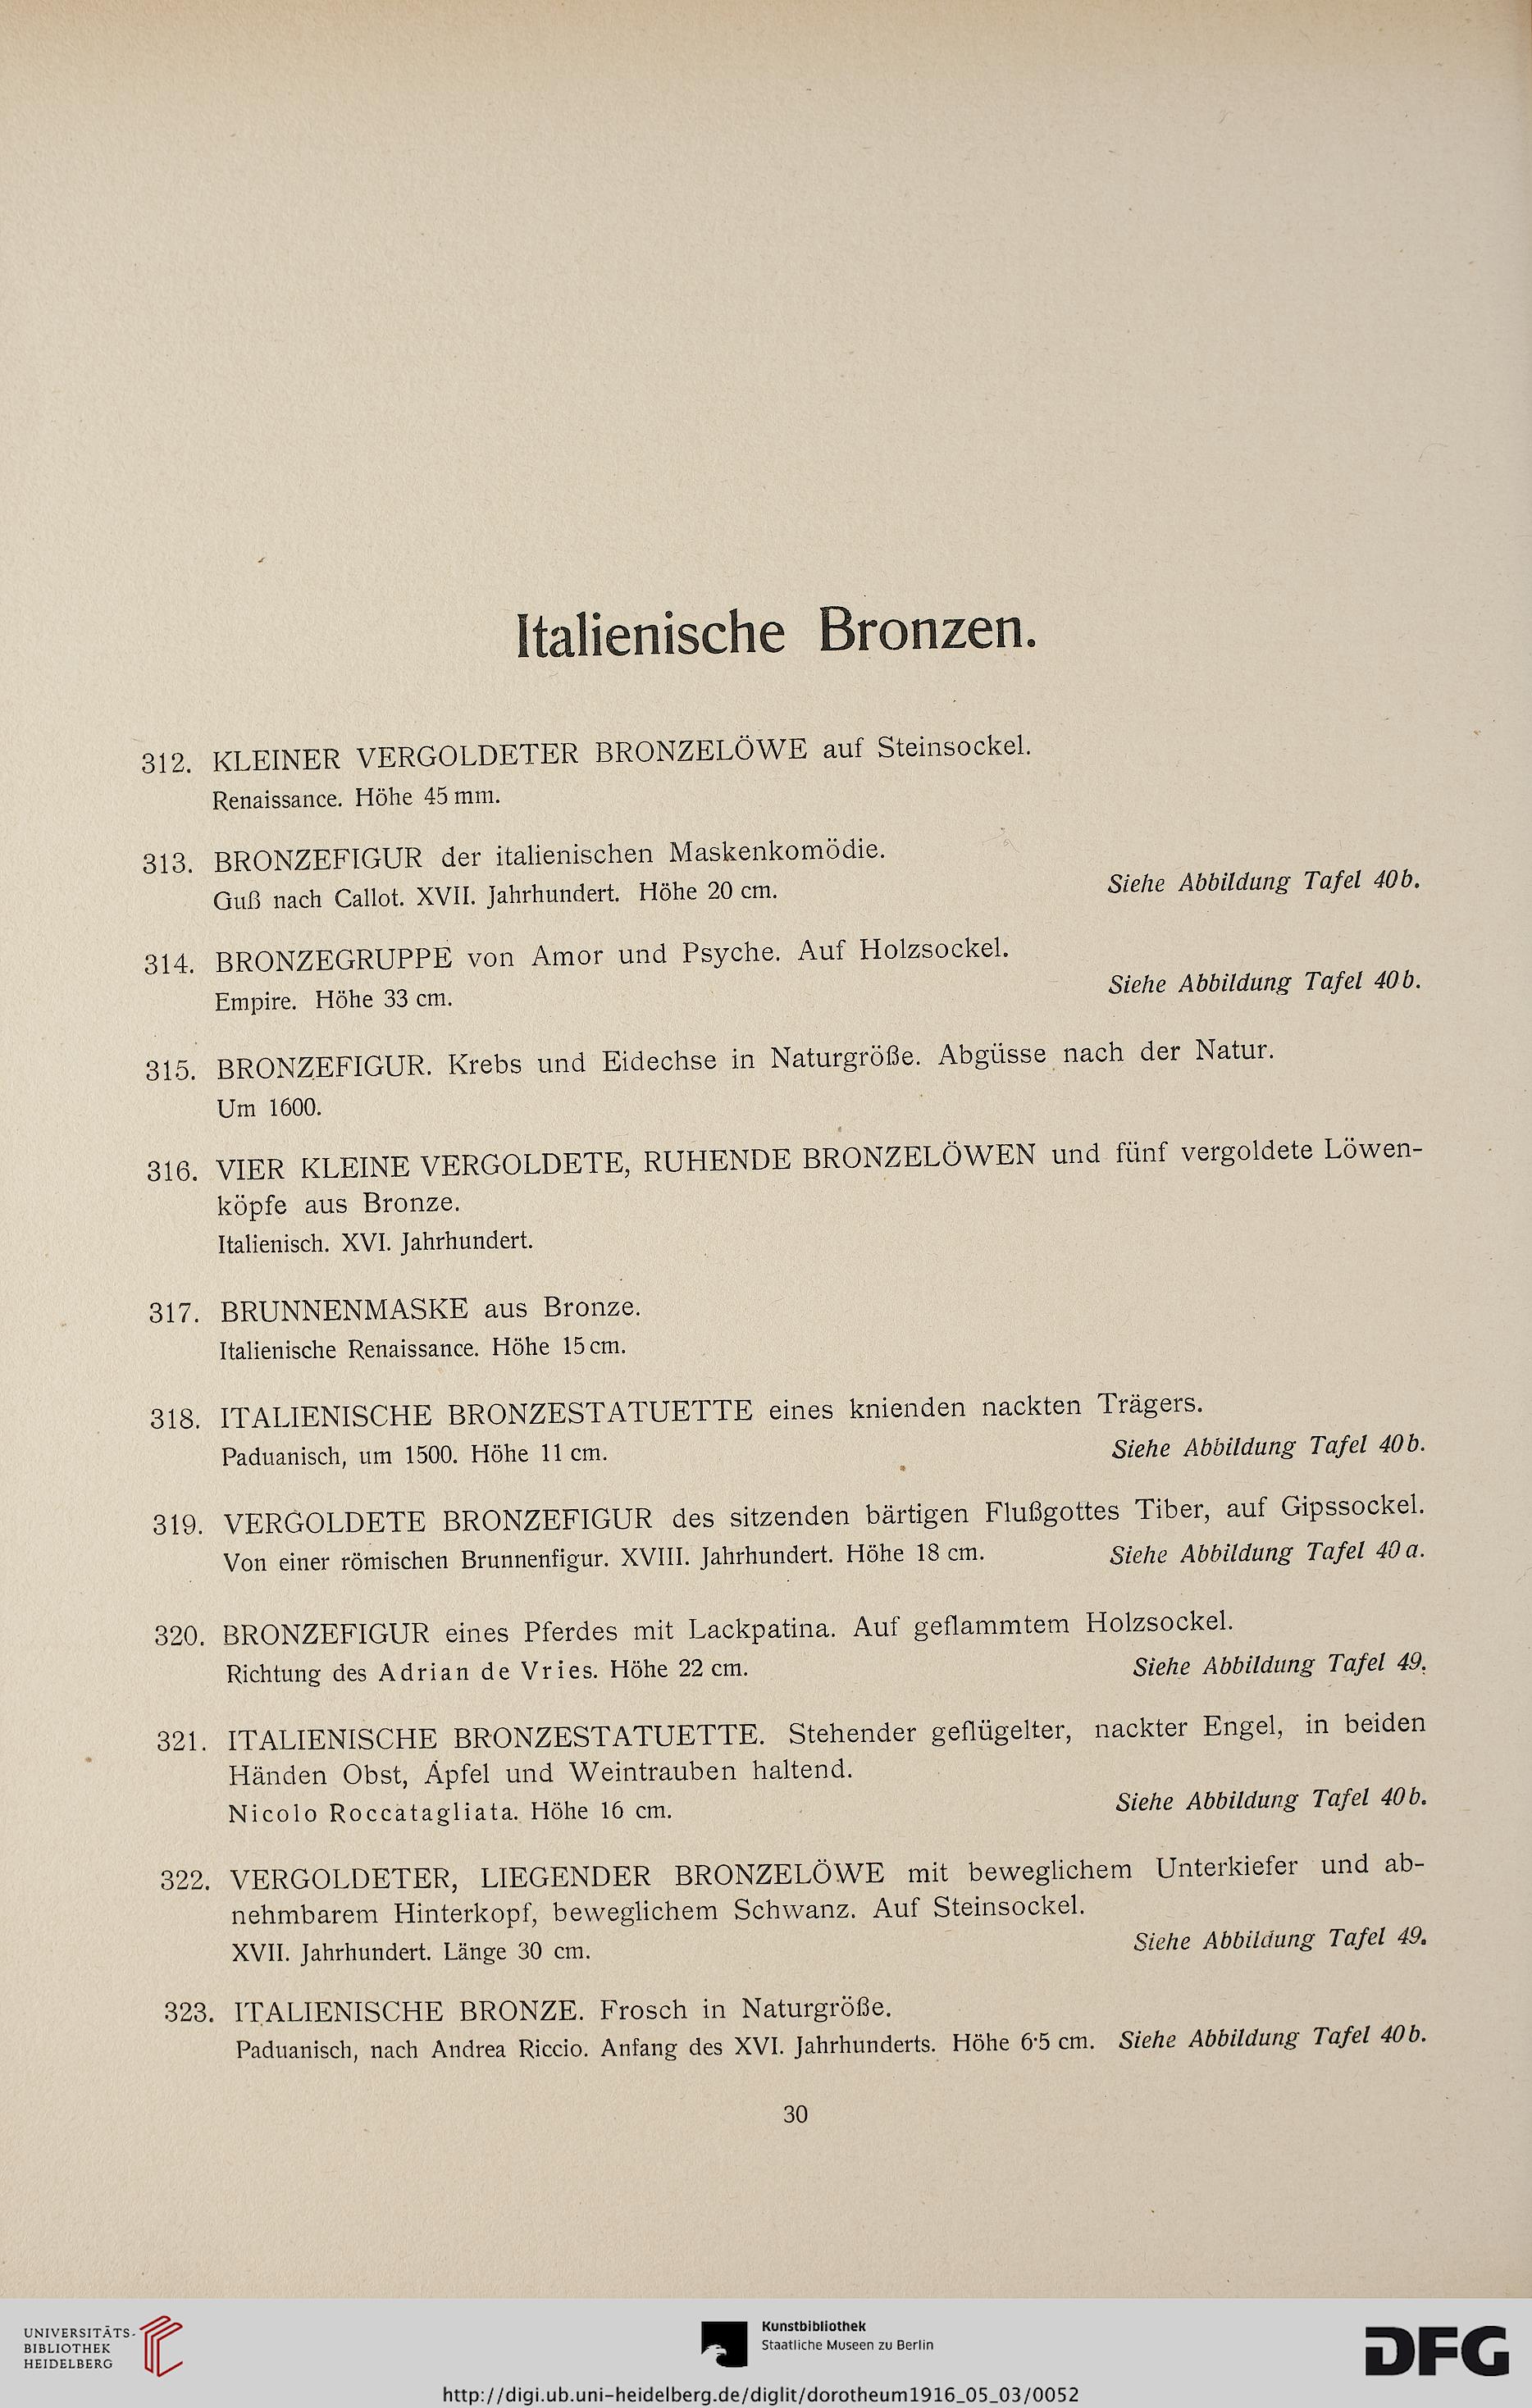 Italienische Bronzen.
312. KLEINER VERGOLDETER BRONZELÖWE auf Steinsockel.
Renaissance. Höhe 45 mm.
313. BRONZEFIGUR der italienischen Maskenkomödie.
Guß nach Callot. XVII. Jahrhundert. Höhe 20 cm. Siehe Abbildung Tafel 40 b.
314. BRONZEGRUPPE von Amor und Psyche. Auf Holzsockel.
Empire. Höhe 33 cm. Siehe Abbildung Tafel 40 b.
315. BRONZEFIGUR. Krebs und Eidechse in Naturgröße. Abgüsse nach der Natur.
Um 1600.
316. VIER KLEINE VERGOLDETE, RUHENDE BRONZELÖWEN und fünf vergoldete Löwen-
köpfe aus Bronze.
Italienisch. XVI. Jahrhundert.
317. BRUNNENMASKE aus Bronze.
Italienische Renaissance. Höhe 15 cm.
318. ITALIENISCHE BRONZESTATUETTE eines knienden nackten Trägers.
Paduanisch, um 1500. Höhe 11 cm. Siehe Abbildung Tafel 40 b.
319. VERGOLDETE BRONZEFIGUR des sitzenden bärtigen Flußgottes Tiber, auf Gipssockel.
Von einer römischen Brunnenfigur. XVIII. Jahrhundert. Höhe 18 cm. Siehe Abbildung Tafel 40 a.
320. BRONZEFIGUR eines Pferdes mit Lackpatina. Auf geflammtem Holzsockel.
Richtung des Adrian de Vries. Höhe 22 cm. Siehe Abbildung Tafel 49.
321. ITALIENISCHE BRONZESTATUETTE. Stehender geflügelter, nackter Engel, in beiden
Händen Obst, Äpfel und Weintrauben haltend.
Nicolo Roccatagliata. Höhe 16 cm. Siehe Abbildung Tafel 40 b.
322. VERGOLDETER, LIEGENDER BRONZELÖWE mit beweglichem Unterkiefer und ab-
nehmbarem Hinterkopf, beweglichem Schwanz. Auf Steinsockel.
XVII. Jahrhundert. Länge 30 cm. Siehe Abbildung Tafel 49.
323. ITALIENISCHE BRONZE. Frosch in Naturgröße.
Paduanisch, nach Andrea Riccio. Anfang des XVI. Jahrhunderts. Höhe 6·5 cm. Siehe Abbildung Tafel 40 b.
30
UNIVERSITÄTS-
BIBLIOTHEK
HEIDELBERG
Kunstbibliothek
Staatliche Museen zu Berlin
DFG
http://digi.ub.uni-heidelberg.de/diglit/dorotheum1916_05_03/0052